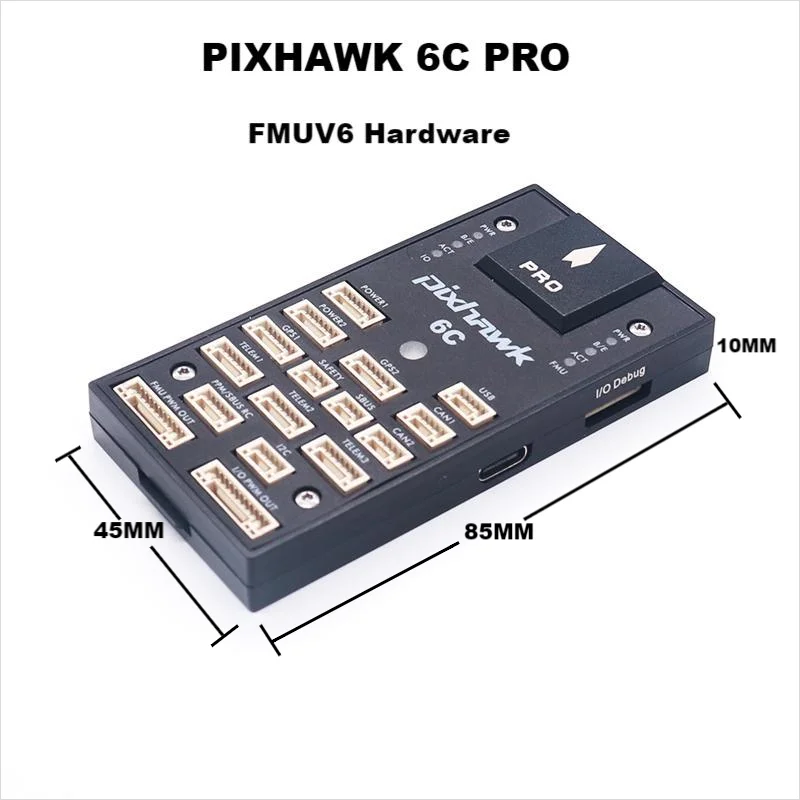 PIXHAWK 6C PRO
FMUV6 Hardware
PWR
B/E
ACT
IO
PRO
pixhawk
6C
POWER1
POWER2
GPS1
TELEM1
FMU PWM OUT
PPM/SBUS RC
SAFETY
GPS2
TELEM2
SBUS
USB
CAN1
CAN2
TELEM3
I2C
I/O PWM OUT
PWR
B/E
ACT
FMU
I/O Debug
10MM
45MM
85MM